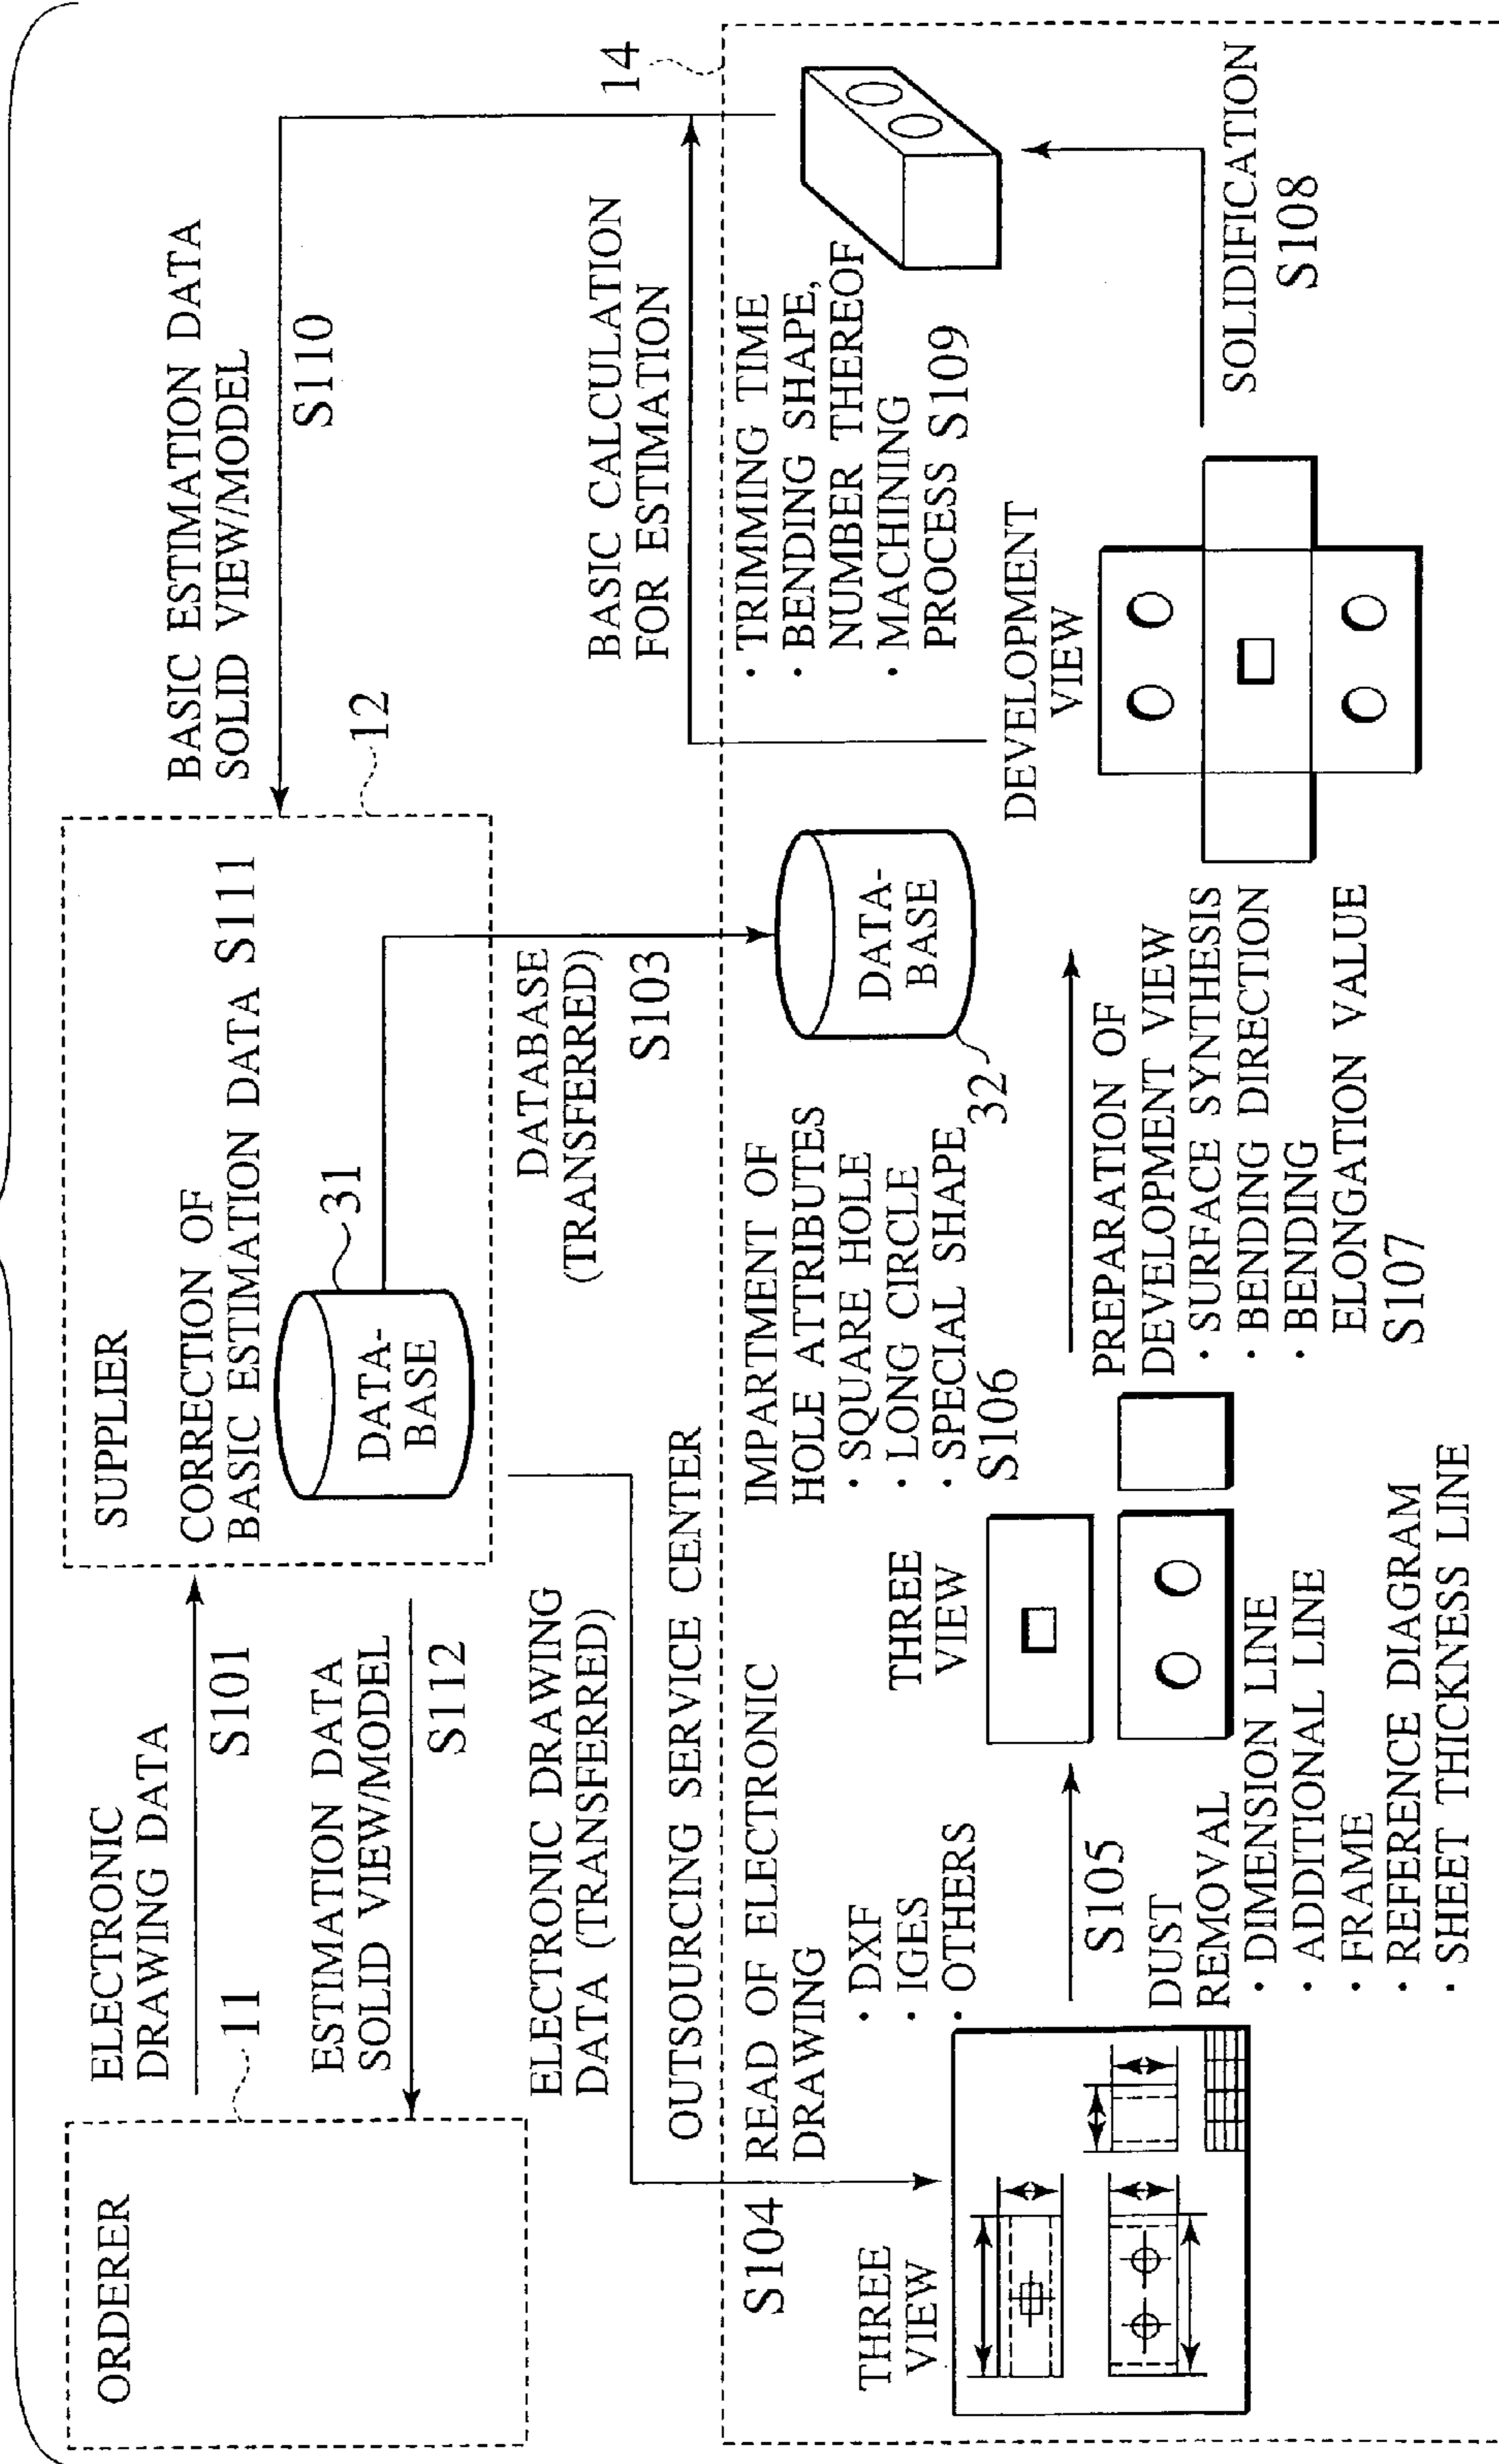 ORDERER
11
ELECTRONIC
DRAWING DATA
S101
ESTIMATION DATA
SOLID VIEW/MODEL
S112
SUPPLIER
CORRECTION OF
BASIC ESTIMATION DATA S111
31
DATA-
BASE
12
BASIC ESTIMATION DATA
SOLID VIEW/MODEL
S110
ELECTRONIC DRAWING
DATA (TRANSFERRED)
DATABASE
(TRANSFERRED)
S103
BASIC CALCULATION
FOR ESTIMATION
14
OUTSOURCING SERVICE CENTER
S104 READ OF ELECTRONIC
DRAWING
· DXF
· IGES
· OTHERS
THREE
VIEW
S105
DUST
REMOVAL
· DIMENSION LINE
· ADDITIONAL LINE
· FRAME
· REFERENCE DIAGRAM
· SHEET THICKNESS LINE
THREE
VIEW
IMPARTMENT OF
HOLE ATTRIBUTES
· SQUARE HOLE
· LONG CIRCLE
· SPECIAL SHAPE
S106
DATA-
BASE
32
PREPARATION OF
DEVELOPMENT VIEW
· SURFACE SYNTHESIS
· BENDING DIRECTION
· BENDING
ELONGATION VALUE
S107
DEVELOPMENT
VIEW
· TRIMMING TIME
· BENDING SHAPE,
NUMBER THEREOF
· MACHINING
PROCESS S109
SOLIDIFICATION
S108